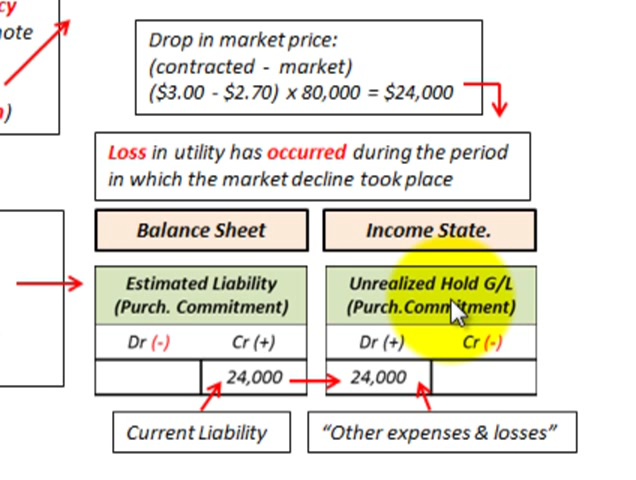 cy
note
)
Drop in market price:
(contracted - market)
($3.00 - $2.70) x 80,000 = $24,000
Loss in utility has occurred during the period
in which the market decline took place
Balance Sheet
Income State.
Estimated Liability
(Purch. Commitment)
Unrealized Hold G/L
(Purch.Commitment)
Dr (-)
Cr (+)
Dr (+)
Cr (-)
24,000
24,000
Current Liability
"Other expenses & losses"